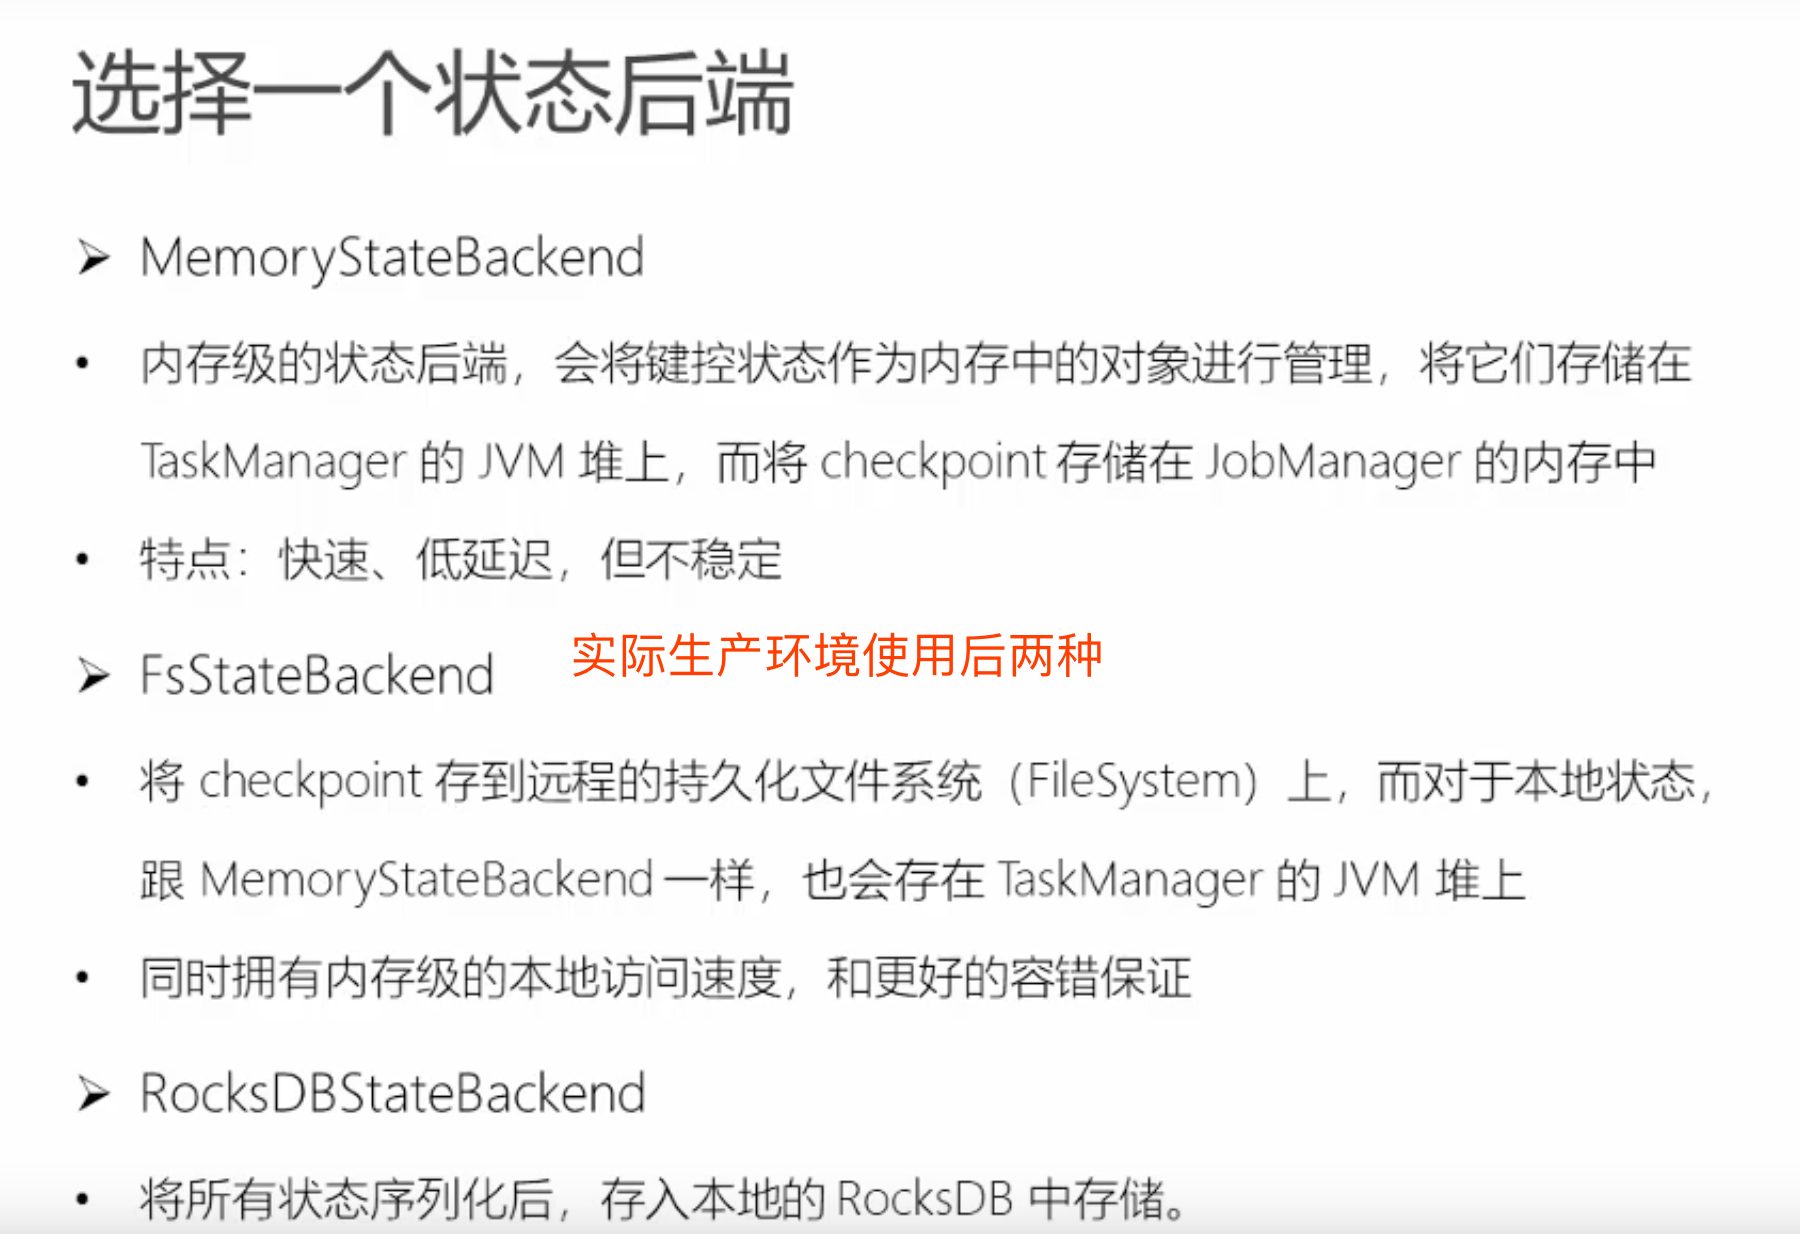 选择一个状态后端
➢ MemoryStateBackend
• 内存级的状态后端，会将键控状态作为内存中的对象进行管理，将它们存储在
TaskManager 的 JVM 堆上，而将 checkpoint 存储在 JobManager 的内存中
• 特点：快速、低延迟，但不稳定
实际生产环境使用后两种
➢ FsStateBackend
• 将 checkpoint 存到远程的持久化文件系统（FileSystem）上，而对于本地状态，
跟 MemoryStateBackend 一样，也会存在 TaskManager 的 JVM 堆上
• 同时拥有内存级的本地访问速度，和更好的容错保证
➢ RocksDBStateBackend
• 将所有状态序列化后，存入本地的 RocksDB 中存储。